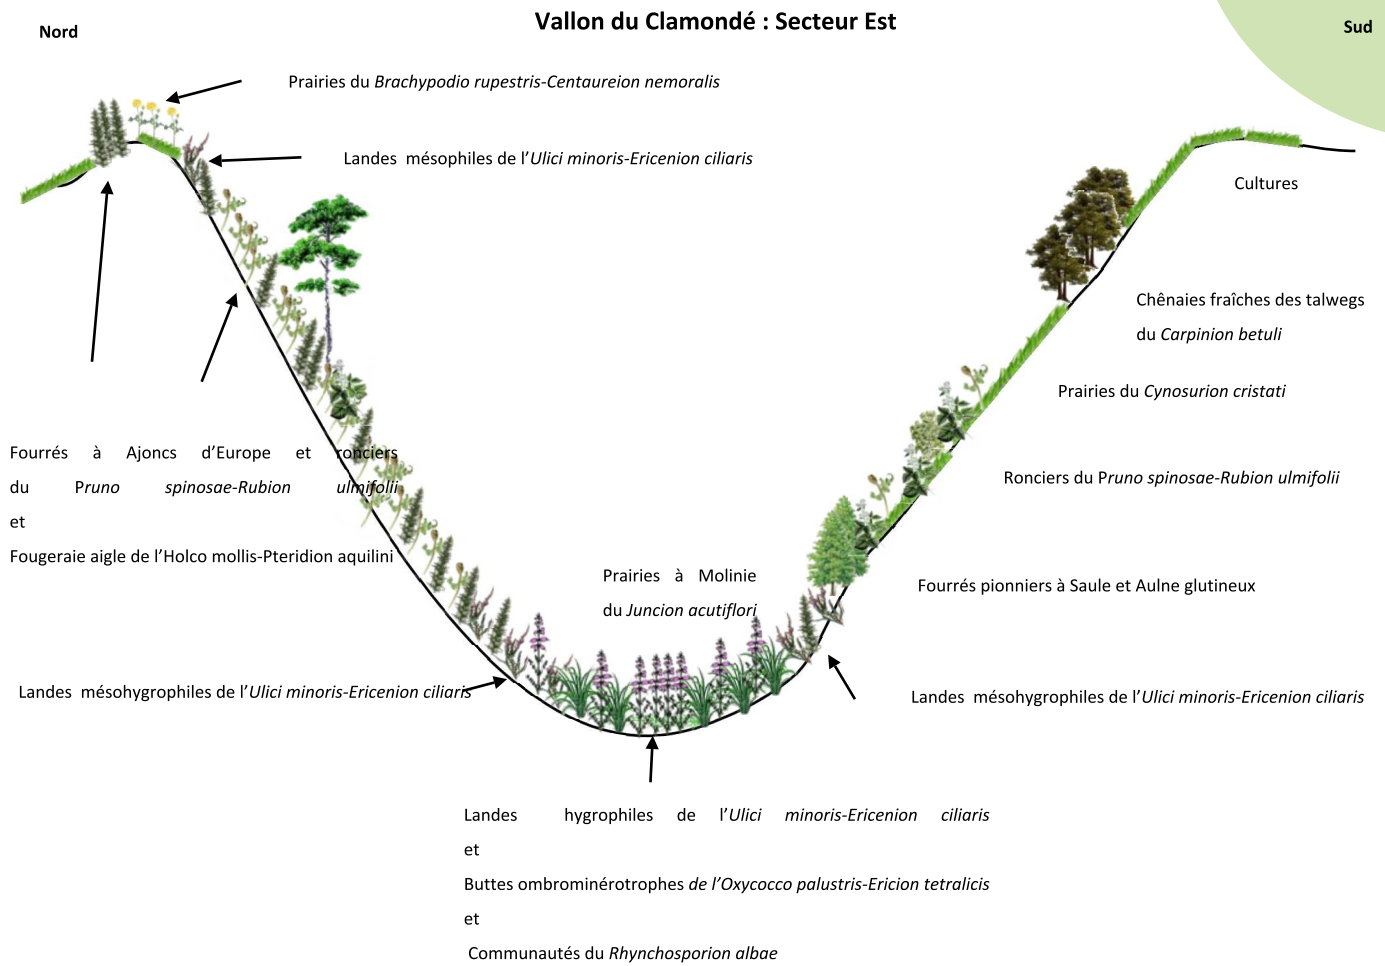 Vallon du Clamondé : Secteur Est
Nord
Sud
Prairies du Brachypodio rupestris-Centaureion nemoralis
Landes mésophiles de l’Ulici minoris-Ericenion ciliaris
Cultures
Chênaies fraîches des talwegs
du Carpinion betuli
Prairies du Cynosurion cristati
Fourrés à Ajoncs d’Europe et ronciers
du Pruno spinosae-Rubion ulmifolii
et
Fougeraie aigle de l’Holco mollis-Pteridion aquilini
Ronciers du Pruno spinosae-Rubion ulmifolii
Prairies à Molinie
du Juncion acutiflori
Fourrés pionniers à Saule et Aulne glutineux
Landes mésohygrophiles de l’Ulici minoris-Ericenion ciliaris
Landes mésohygrophiles de l’Ulici minoris-Ericenion ciliaris
Landes hygrophiles de l’Ulici minoris-Ericenion ciliaris
et
Buttes ombrominérotrophes de l’Oxycocco palustris-Ericion tetralicis
et
Communautés du Rhynchosporion albae